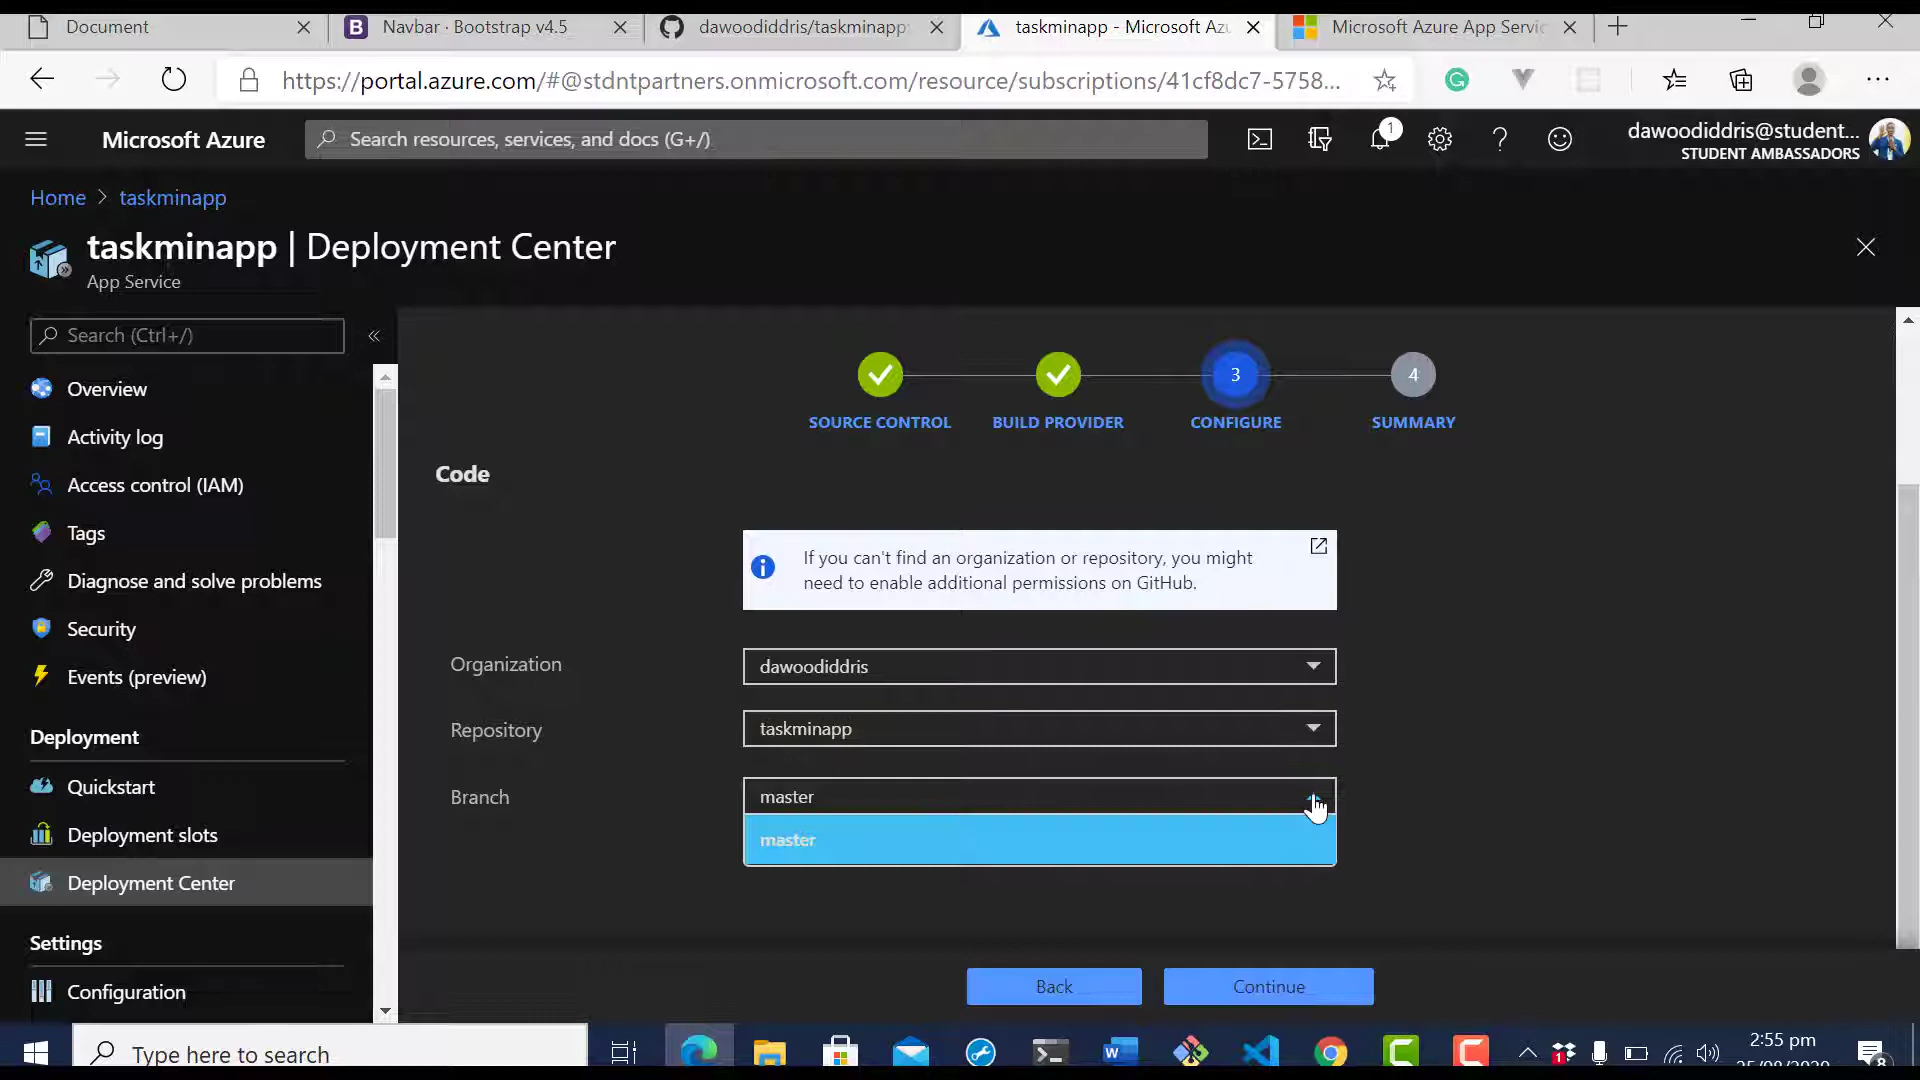 Document
Navbar · Bootstrap v4.5
dawoodiddris/taskminapp
taskminapp - Microsoft Azu
Microsoft Azure App Servic
https://portal.azure.com/#@stdntpartners.onmicrosoft.com/resource/subscriptions/41cf8dc7-5758...
Microsoft Azure
Search resources, services, and docs (G+/)
1
dawoodiddris@student...
STUDENT AMBASSADORS
Home > taskminapp
taskminapp | Deployment Center
App Service
Search (Ctrl+/)
Overview
Activity log
Access control (IAM)
Tags
Diagnose and solve problems
Security
Events (preview)
Deployment
Quickstart
Deployment slots
Deployment Center
Settings
Configuration
3
4
SOURCE CONTROL
BUILD PROVIDER
CONFIGURE
SUMMARY
Code
If you can't find an organization or repository, you might
need to enable additional permissions on GitHub.
Organization
dawoodiddris
Repository
taskminapp
Branch
master
master
Back
Continue
Type here to search
2:55 pm